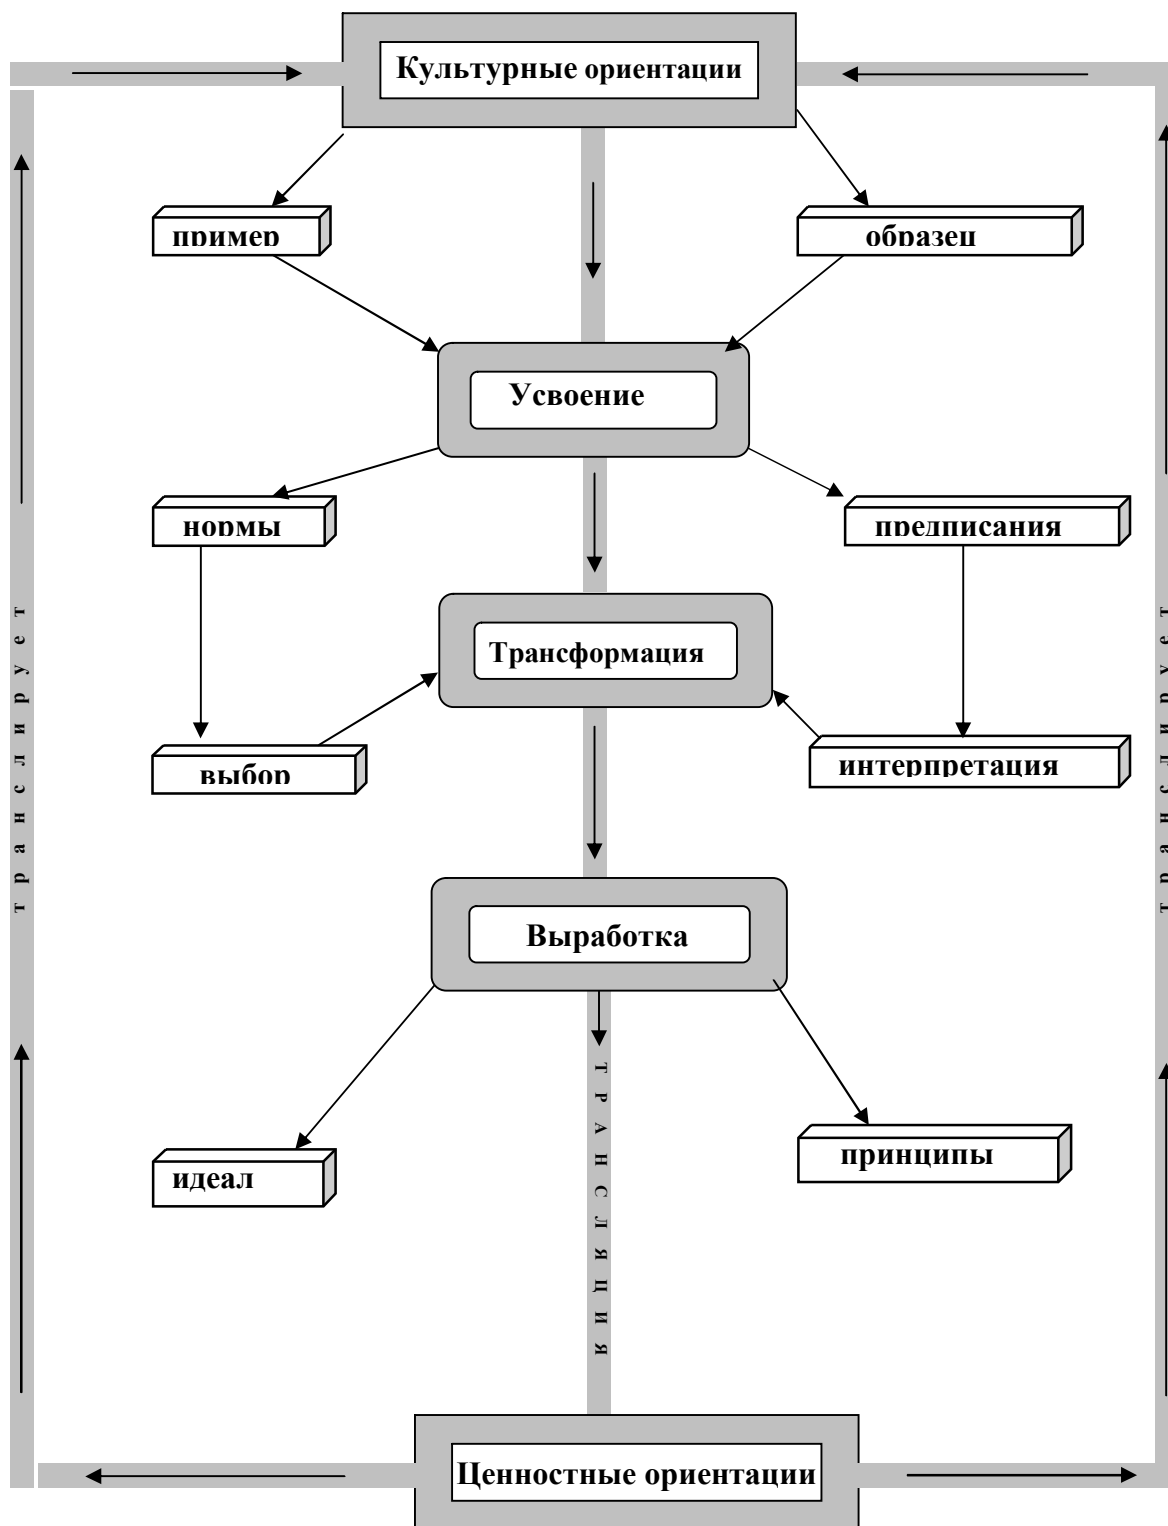 Культурные ориентации
пример
образец
Усвоение
нормы
предписания
Трансформация
выбор
интерпретация
транслирует
транслирует
Выработка
ТРАНСЛЯЦИЯ
идеал
принципы
Ценностные ориентации